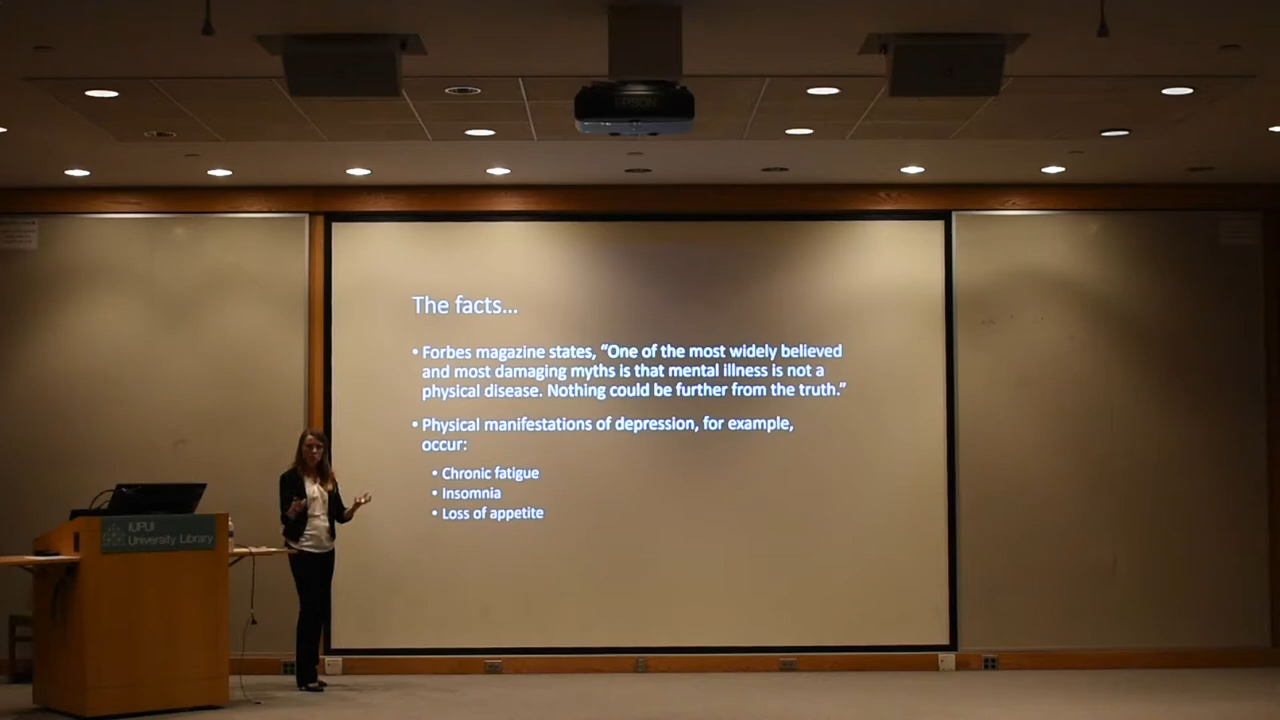 EPSON
The facts...
• Forbes magazine states, “One of the most widely believed
and most damaging myths is that mental illness is not a
physical disease. Nothing could be further from the truth.”
• Physical manifestations of depression, for example,
occur:
• Chronic fatigue
• Insomnia
• Loss of appetite
IUPUI
University Library